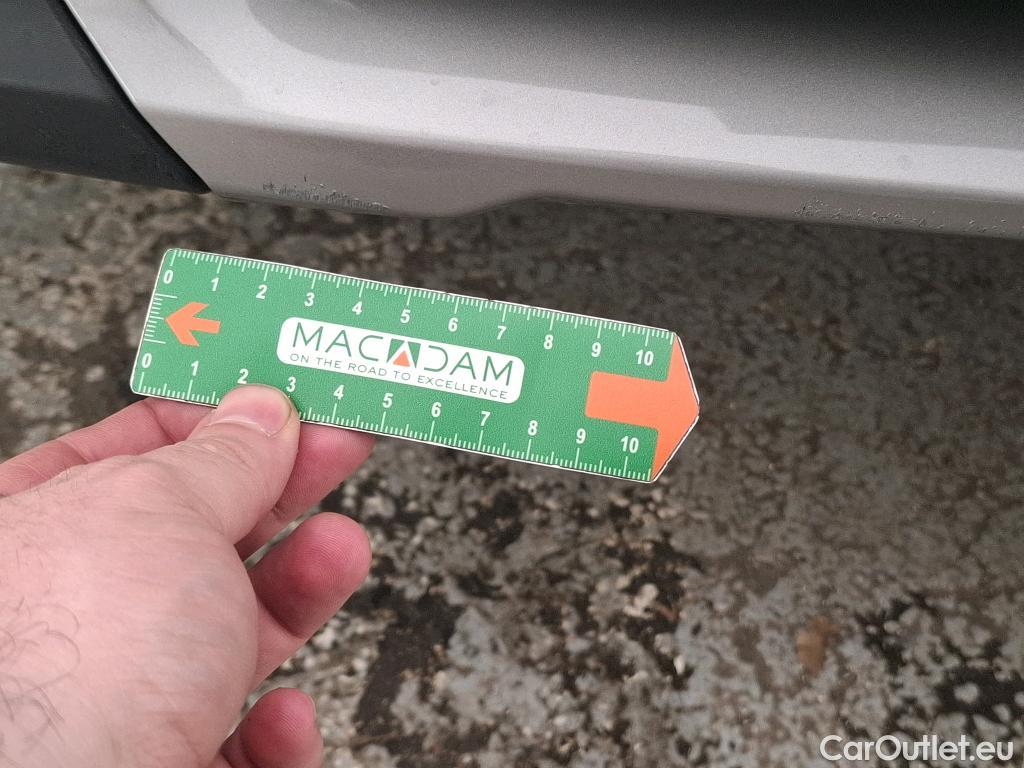 0 1 2 3 4 5 6 7 8 9 10
MACADAM
ON THE ROAD TO EXCELLENCE
0 1 2 3 4 5 6 7 8 9 10
CarOutlet.eu